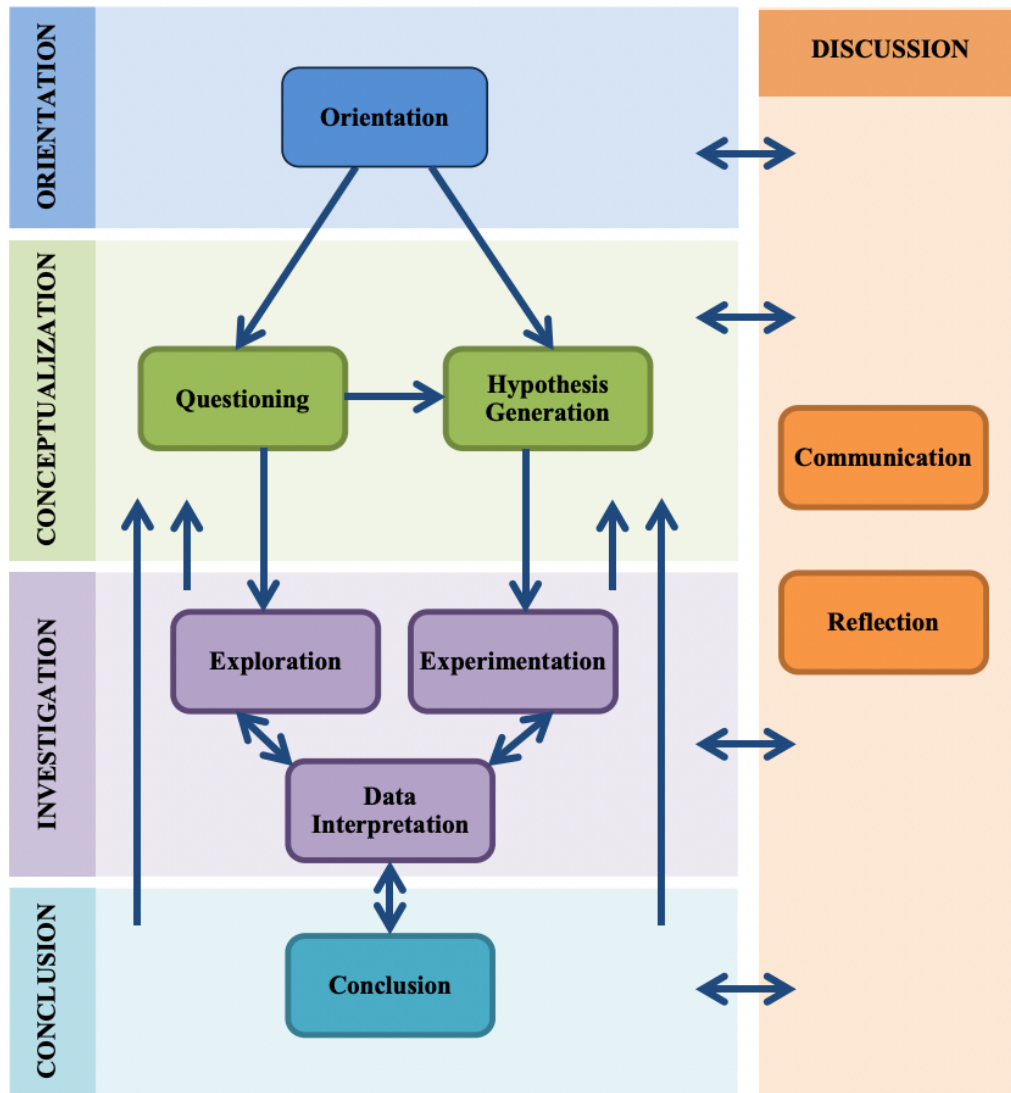 ORIENTATION
Orientation
CONCEPTUALIZATION
Questioning
Hypothesis
Generation
INVESTIGATION
Exploration
Experimentation
Data
Interpretation
CONCLUSION
Conclusion
DISCUSSION
Communication
Reflection